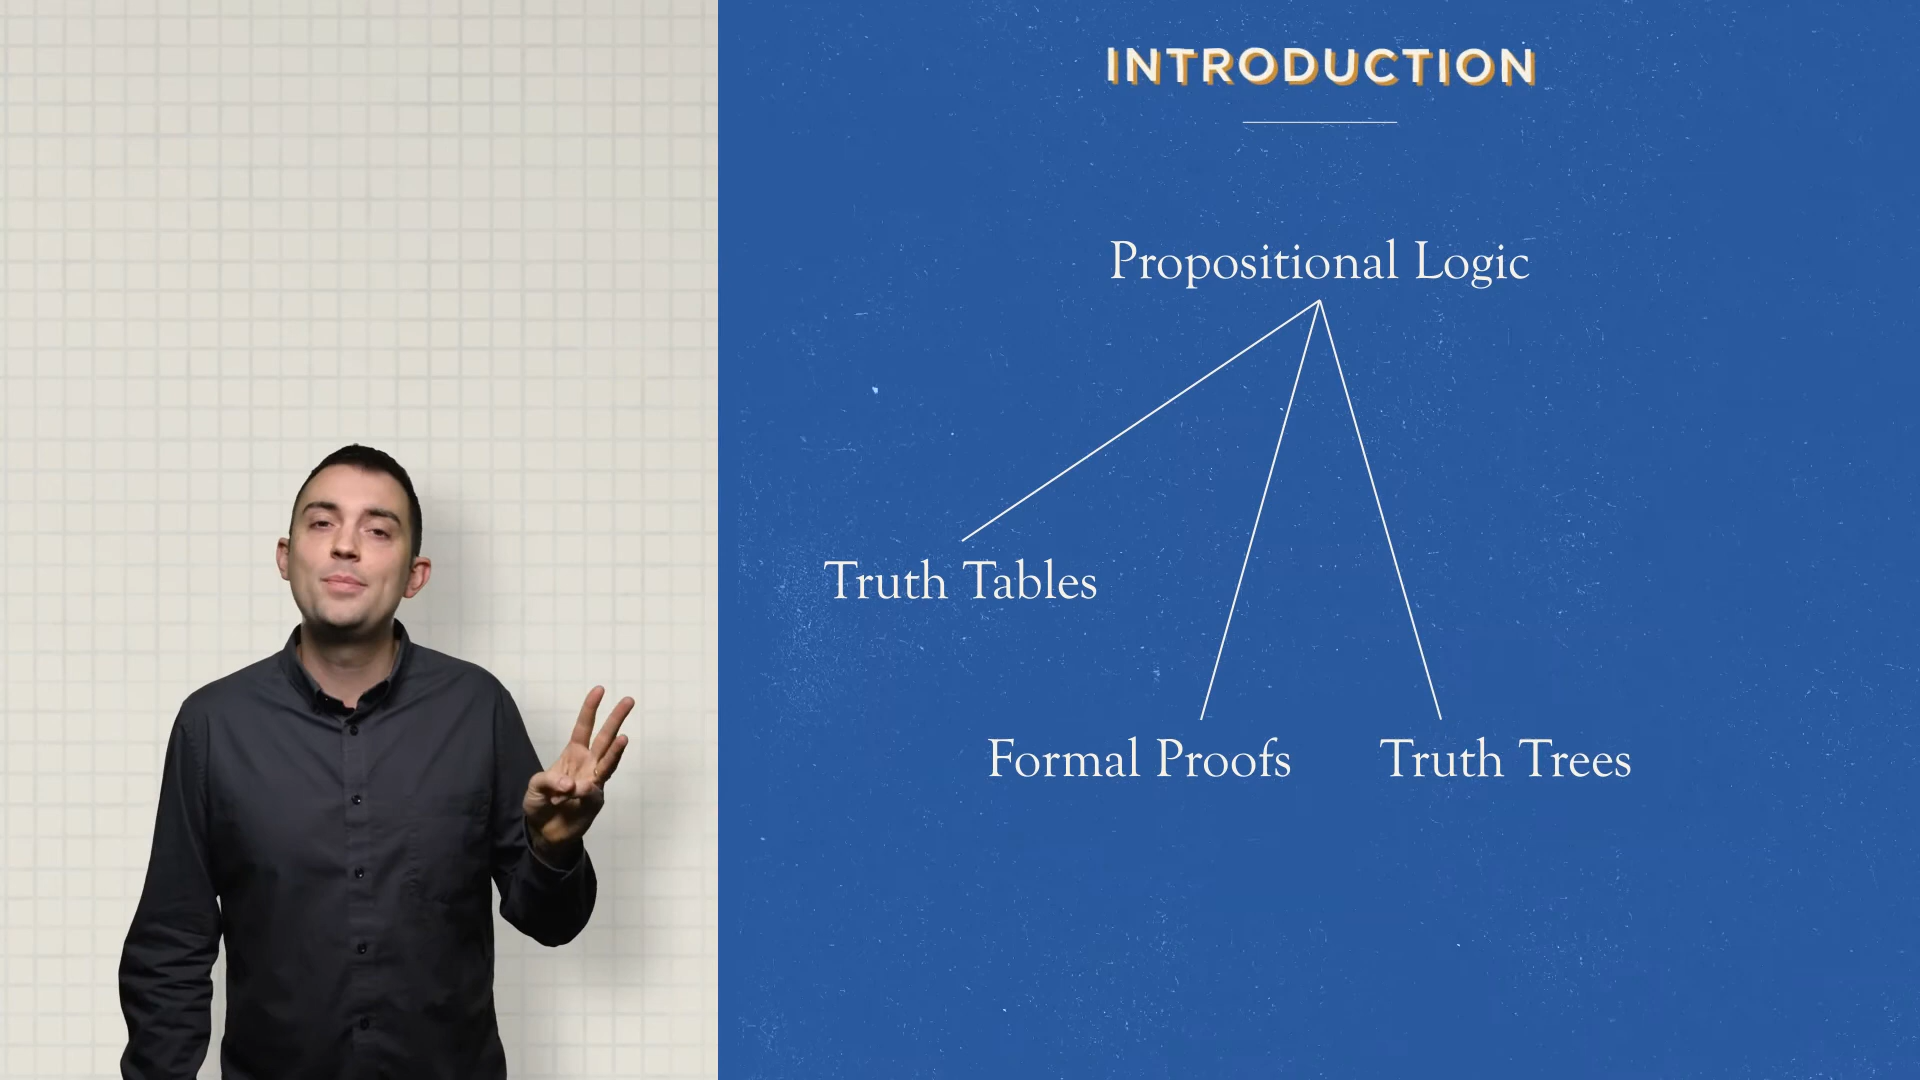 INTRODUCTION
Propositional Logic
Truth Tables
Formal Proofs
Truth Trees